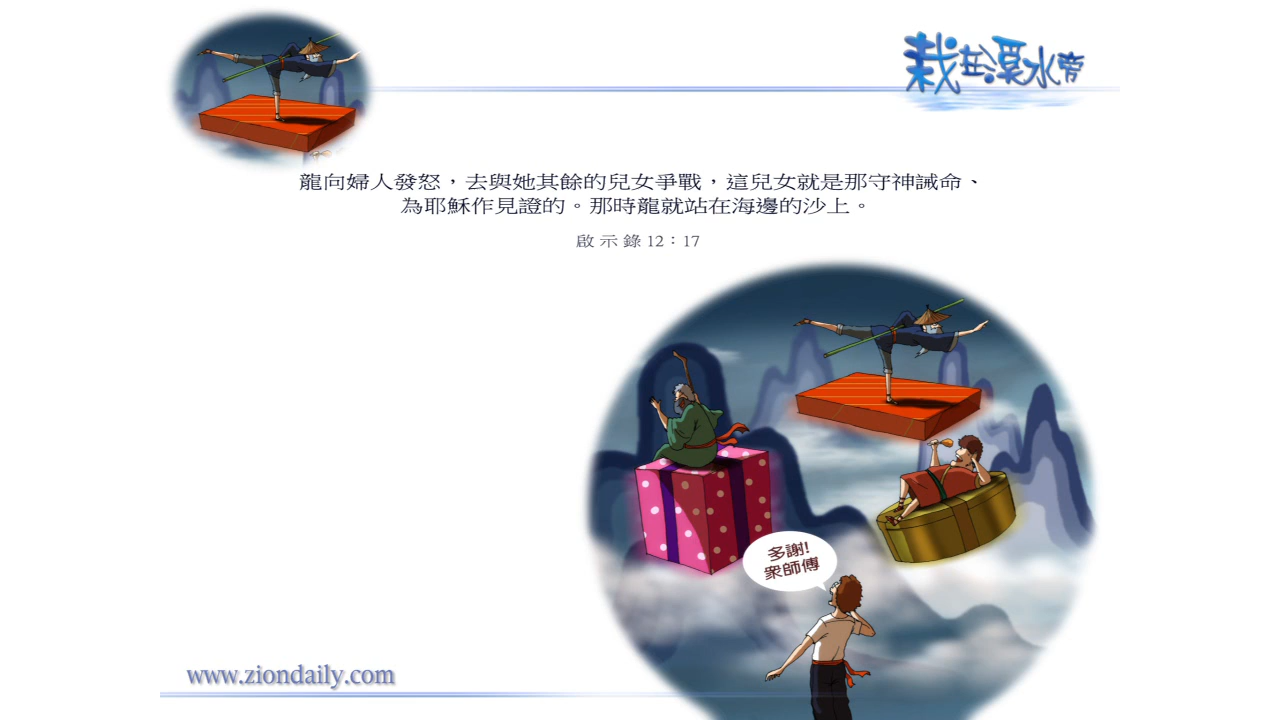 栽在溪水旁
龍向婦人發怒，去與她其餘的兒女爭戰，這兒女就是那守神誡命、
為耶穌作見證的。那時龍就站在海邊的沙上。
啟 示 錄 12：17
多謝!
衆師傅
www.ziondaily.com